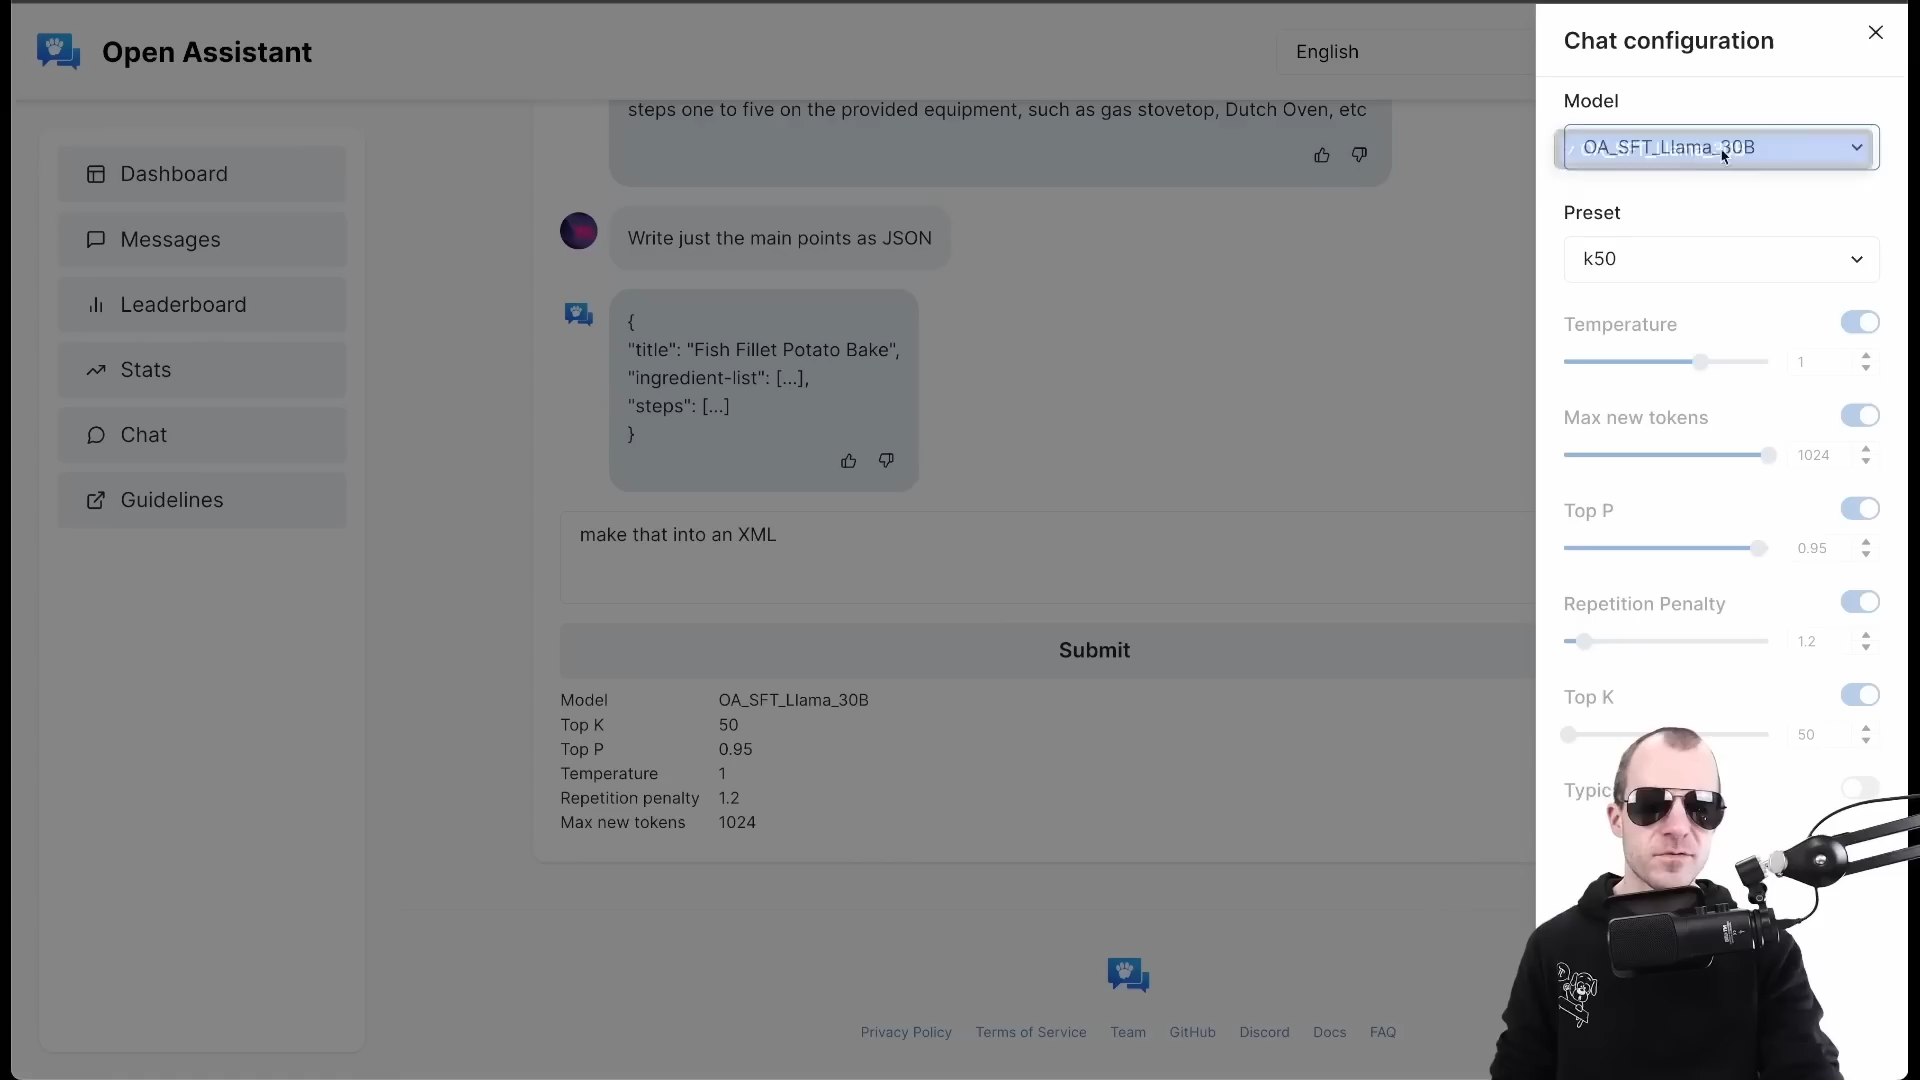 Open Assistant
English
Dashboard
Messages
Leaderboard
Stats
Chat
Guidelines
steps one to five on the provided equipment, such as gas stovetop, Dutch Oven, etc
Write just the main points as JSON
{
"title": "Fish Fillet Potato Bake",
"ingredient-list": [...],
"steps": [...]
}
make that into an XML
Submit
Model OA_SFT_Llama_30B
Top K 50
Top P 0.95
Temperature 1
Repetition penalty 1.2
Max new tokens 1024
Privacy Policy Terms of Service Team GitHub Discord Docs FAQ
Chat configuration
Model
OA_SFT_Llama_30B
Preset
k50
Temperature
1
Max new tokens
1024
Top P
0.95
Repetition Penalty
1.2
Top K
50